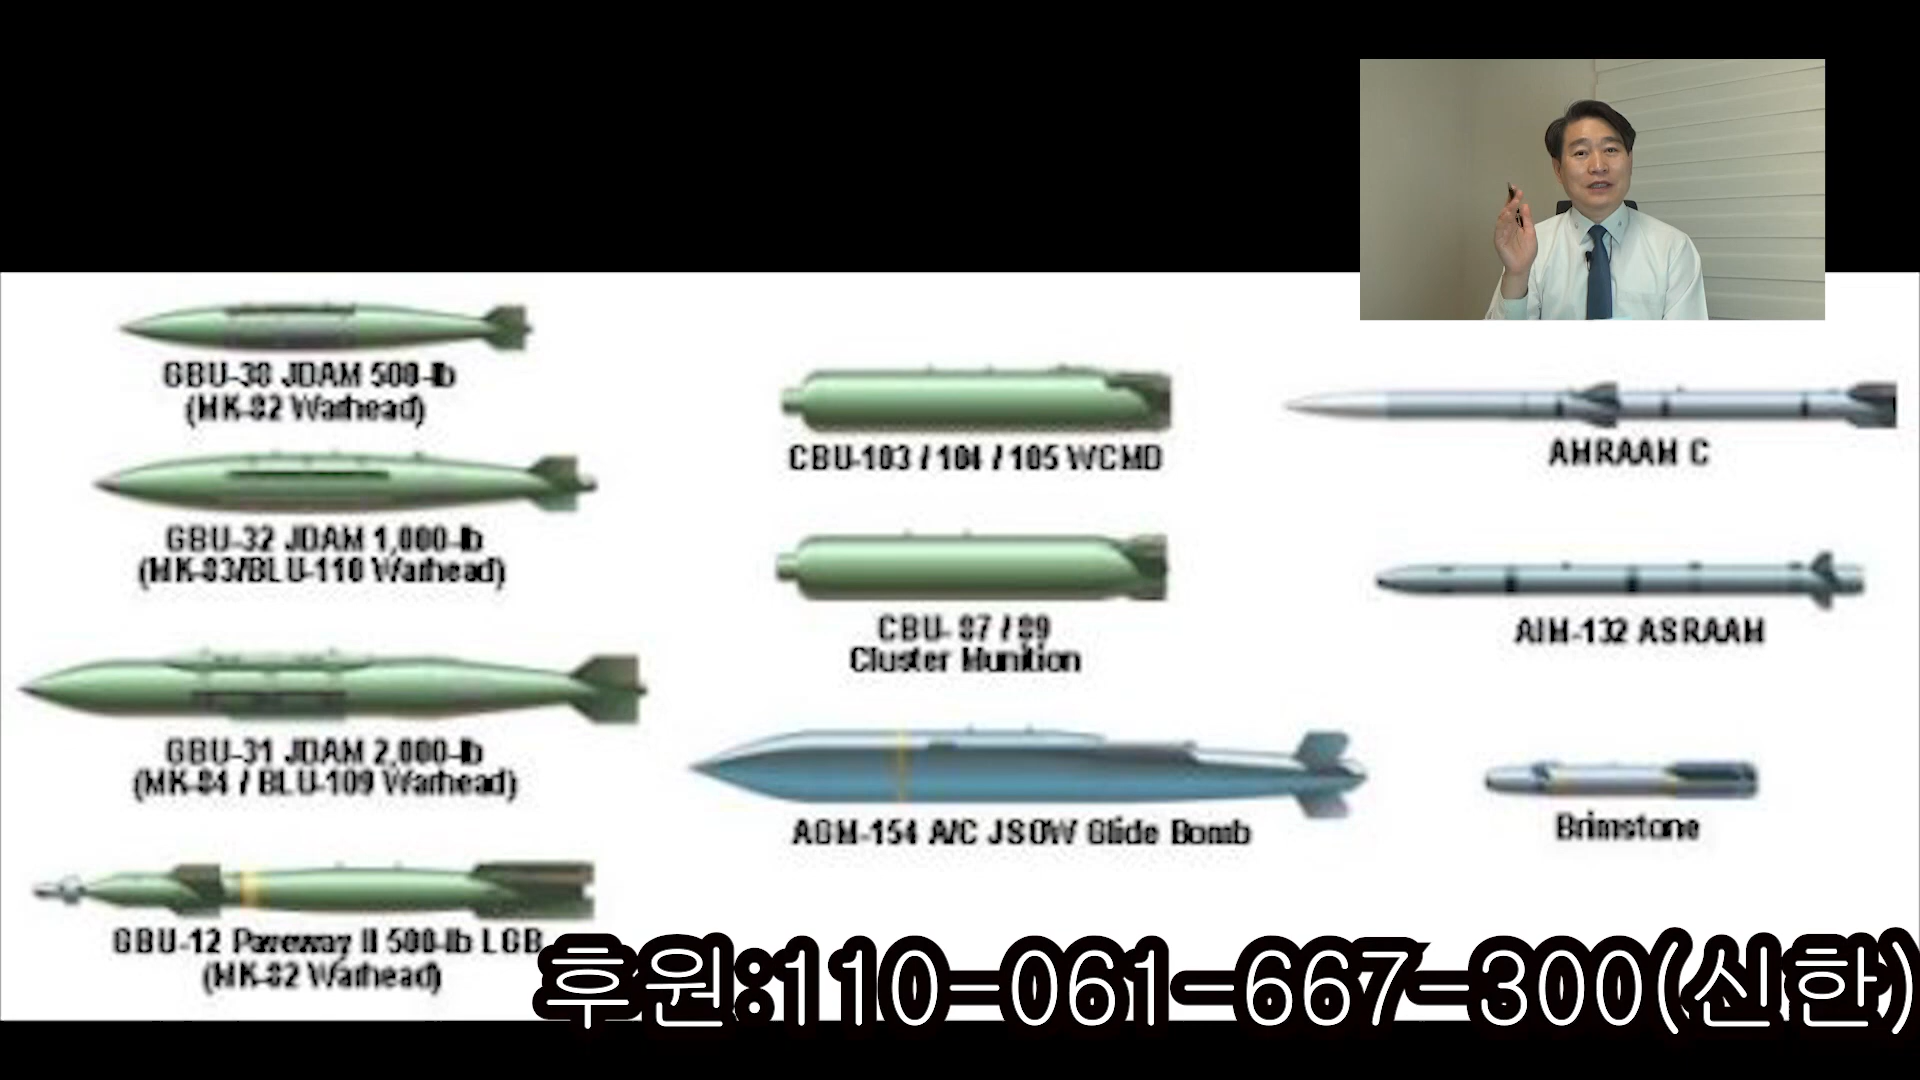 GBU-38 JDAM 500-lb
(MK-82 Warhead)
GBU-32 JDAM 1,000-lb
(MK-83/BLU-110 Warhead)
GBU-31 JDAM 2,000-lb
(MK-84 / BLU-109 Warhead)
GBU-12 Paveway II 500-lb LGB
(MK-82 Warhead)
CBU-103 / 104 / 105 WCMD
CBU- 87 / 89
Cluster Munition
AGM-154 A/C JSOW Glide Bomb
AMRAAM C
AIM-132 ASRAAM
Brimstone
후원:110-061-667-300(신한)